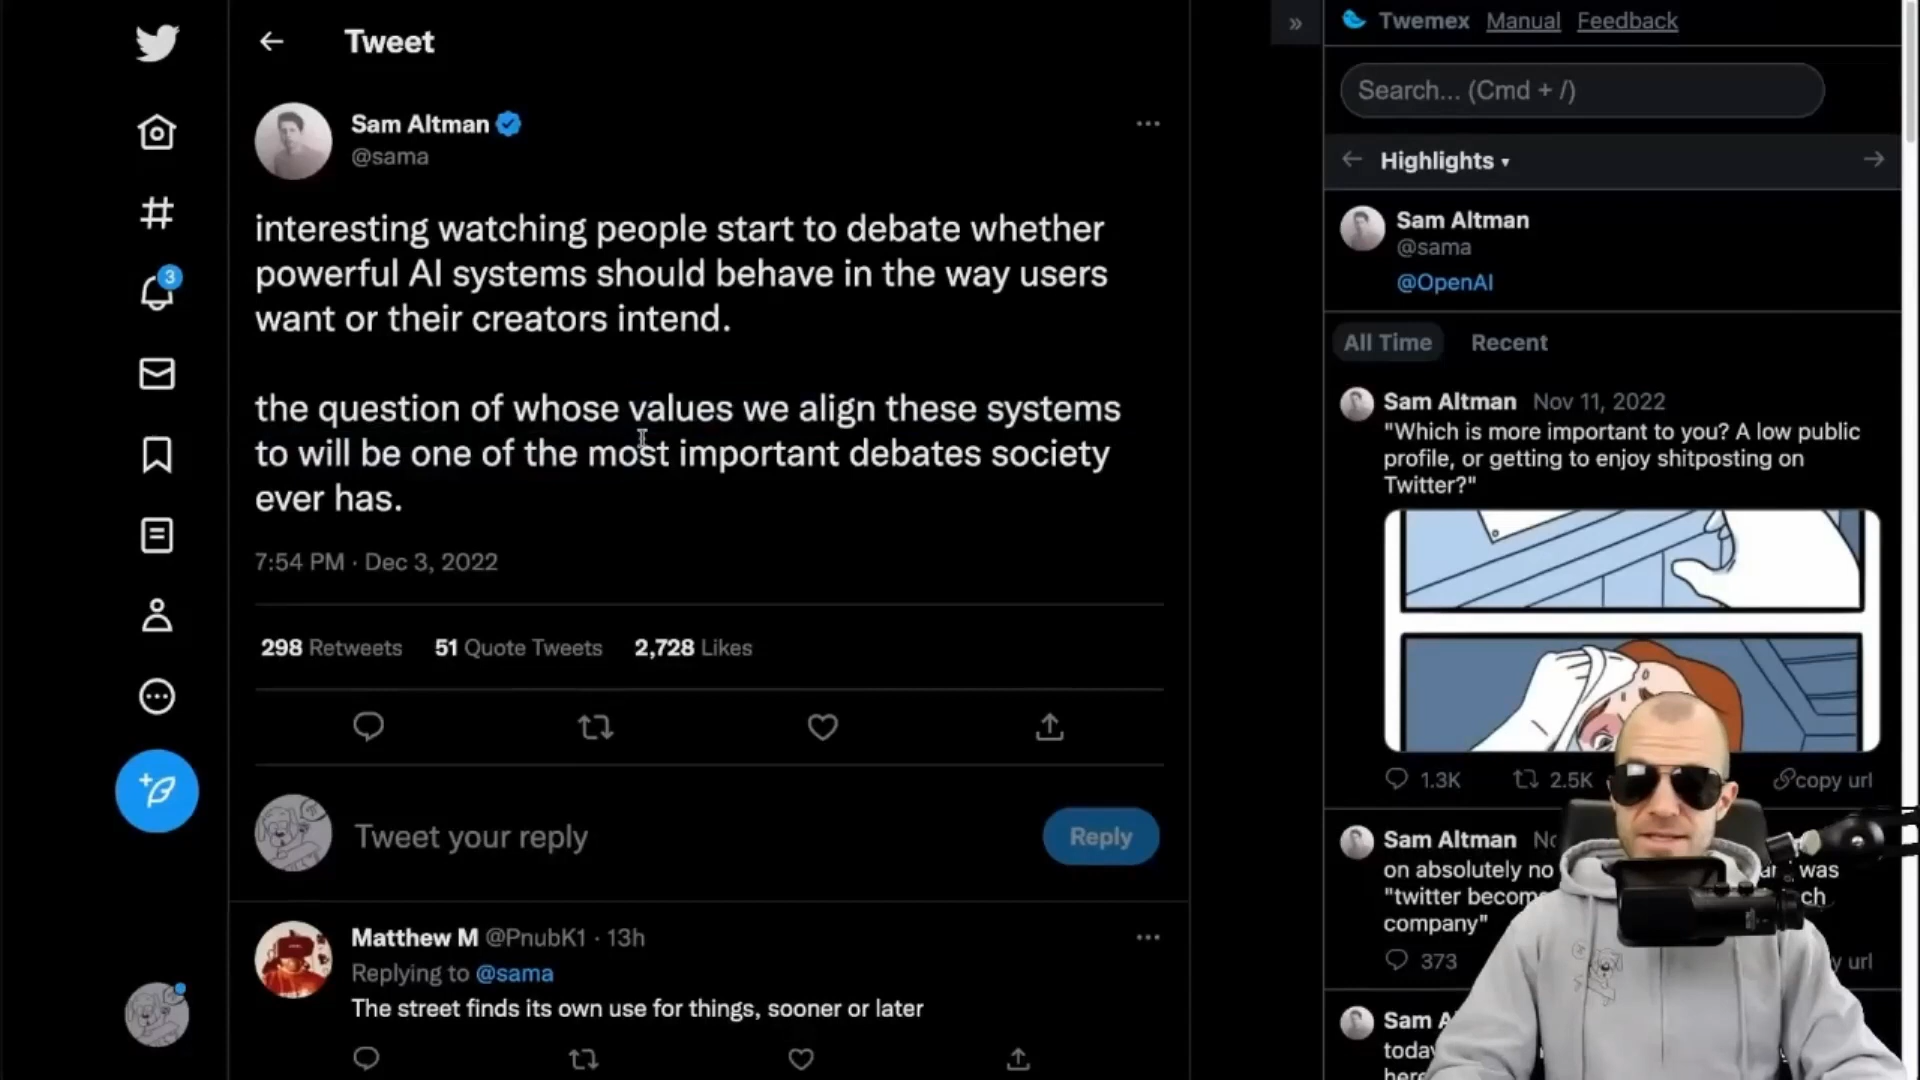 Tweet
Sam Altman
@sama
interesting watching people start to debate whether
powerful AI systems should behave in the way users
want or their creators intend.
the question of whose values we align these systems
to will be one of the most important debates society
ever has.
7:54 PM · Dec 3, 2022
298 Retweets 51 Quote Tweets 2,728 Likes
Tweet your reply
Reply
Matthew M @PnubK1 · 13h
Replying to @sama
The street finds its own use for things, sooner or later
3
»
Twemex Manual Feedback
Search... (Cmd + /)
Highlights
Sam Altman
@sama
@OpenAI
All Time Recent
Sam Altman Nov 11, 2022
"Which is more important to you? A low public
profile, or getting to enjoy shitposting on
Twitter?"
1.3K 2.5K copy url
Sam Altman
on absolutely no was
"twitter
company"
373 url
Sam